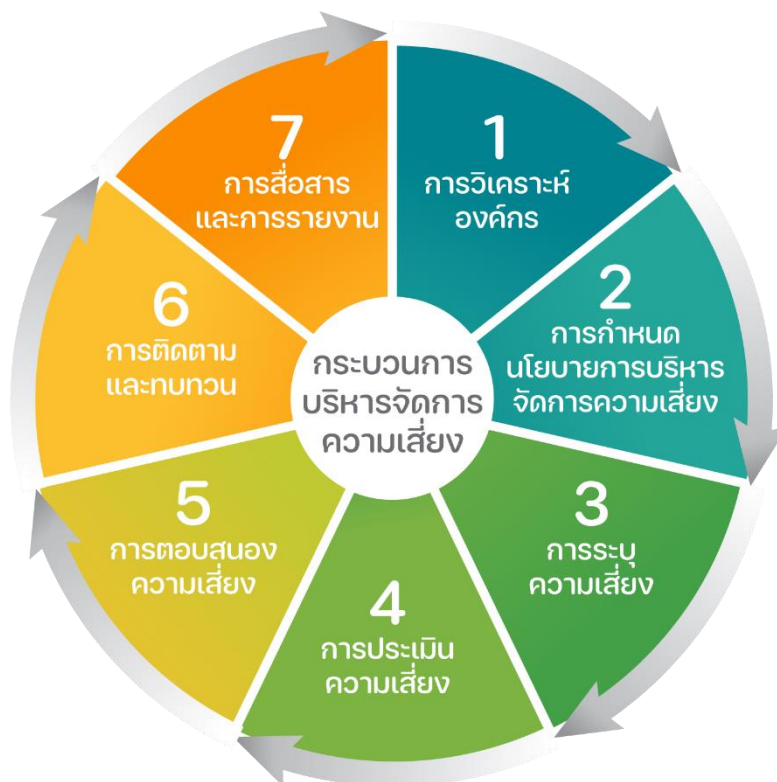 1
การวิเคราะห์
องค์กร
2
การกำหนด
นโยบายการบริหาร
จัดการความเสี่ยง
3
การระบุ
ความเสี่ยง
4
การประเมิน
ความเสี่ยง
5
การตอบสนอง
ความเสี่ยง
6
การติดตาม
และทบทวน
7
การสื่อสาร
และการรายงาน
กระบวนการ
บริหารจัดการ
ความเสี่ยง